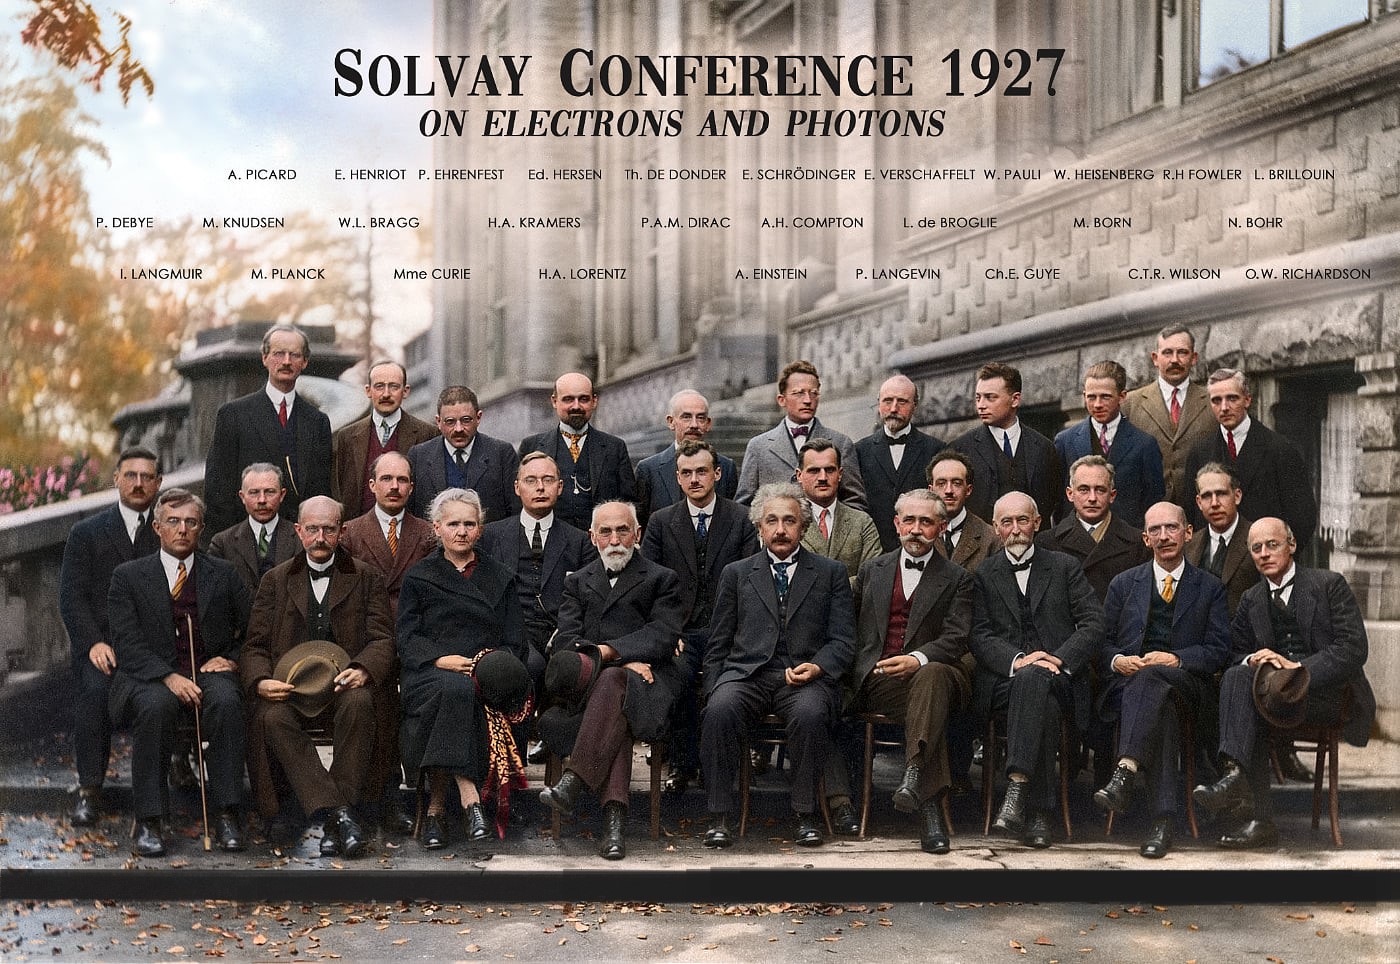 SOLVAY CONFERENCE 1927
ON ELECTRONS AND PHOTONS
A. PICARD E. HENRIOT P. EHRENFEST Ed. HERSEN Th. DE DONDER E. SCHRÖDINGER E. VERSCHAFFELT W. PAULI W. HEISENBERG R.H FOWLER L. BRILLOUIN
P. DEBYE M. KNUDSEN W.L. BRAGG H.A. KRAMERS P.A.M. DIRAC A.H. COMPTON L. de BROGLIE M. BORN N. BOHR
I. LANGMUIR M. PLANCK Mme CURIE H.A. LORENTZ A. EINSTEIN P. LANGEVIN Ch.E. GUYE C.T.R. WILSON O.W. RICHARDSON